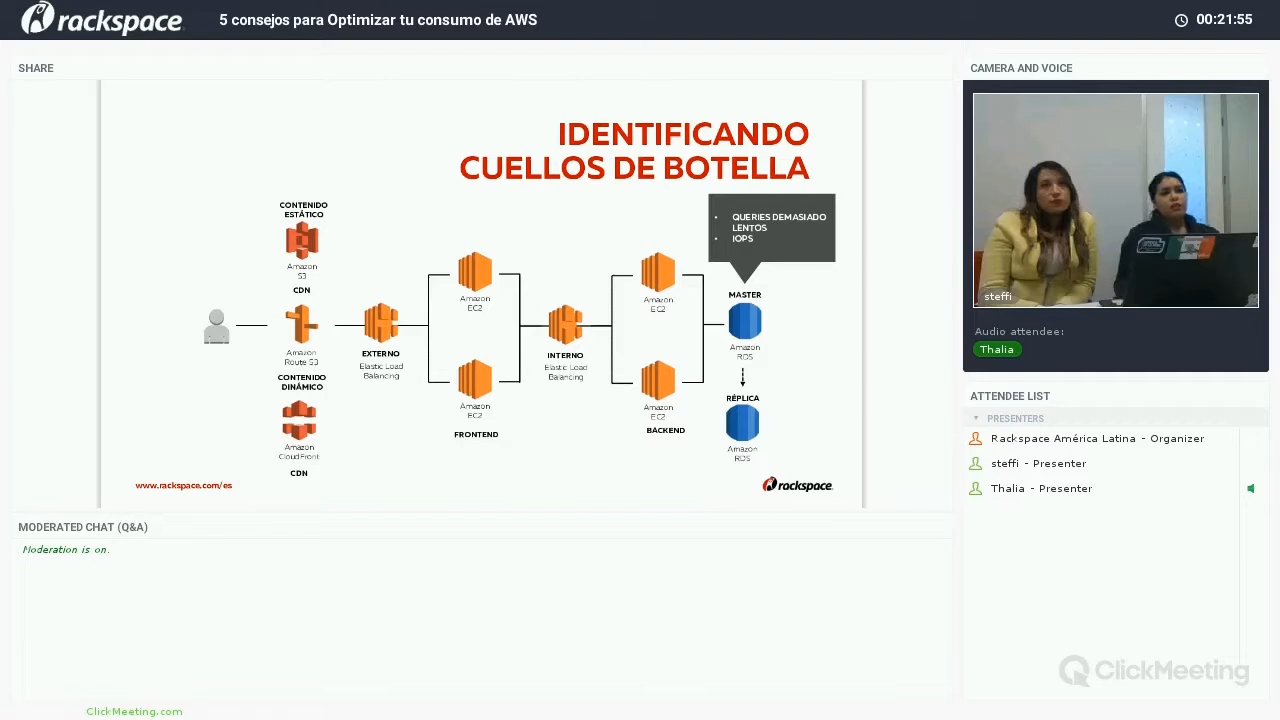 rackspace
5 consejos para Optimizar tu consumo de AWS
00:21:55
SHARE
IDENTIFICANDO
CUELLOS DE BOTELLA
• QUERIES DEMASIADO
LENTOS
• IOPS
CONTENIDO
ESTÁTICO
Amazon
S3
CDN
Amazon
Route 53
CONTENIDO
DINÁMICO
Amazon
CloudFront
CDN
EXTERNO
Elastic Load
Balancing
Amazon
EC2
Amazon
EC2
FRONTEND
INTERNO
Elastic Load
Balancing
Amazon
EC2
Amazon
EC2
BACKEND
MASTER
Amazon
RDS
RÉPLICA
Amazon
RDS
www.rackspace.com/es
rackspace
MODERATED CHAT (Q&A)
Moderation is on.
ClickMeeting.com
CAMERA AND VOICE
steffi
Audio attendee:
Thalia
ATTENDEE LIST
PRESENTERS
Rackspace América Latina - Organizer
steffi - Presenter
Thalia - Presenter
ClickMeeting